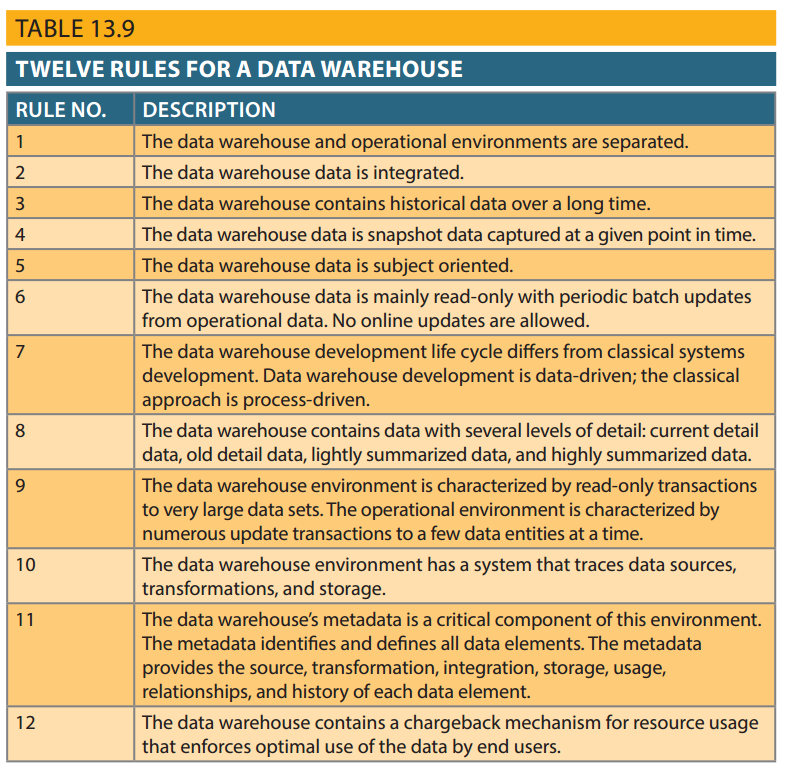 TABLE 13.9
TWELVE RULES FOR A DATA WAREHOUSE
RULE NO. DESCRIPTION
1 The data warehouse and operational environments are separated.
2 The data warehouse data is integrated.
3 The data warehouse contains historical data over a long time.
4 The data warehouse data is snapshot data captured at a given point in time.
5 The data warehouse data is subject oriented.
6 The data warehouse data is mainly read-only with periodic batch updates
from operational data. No online updates are allowed.
7 The data warehouse development life cycle differs from classical systems
development. Data warehouse development is data-driven; the classical
approach is process-driven.
8 The data warehouse contains data with several levels of detail: current detail
data, old detail data, lightly summarized data, and highly summarized data.
9 The data warehouse environment is characterized by read-only transactions
to very large data sets. The operational environment is characterized by
numerous update transactions to a few data entities at a time.
10 The data warehouse environment has a system that traces data sources,
transformations, and storage.
11 The data warehouse’s metadata is a critical component of this environment.
The metadata identifies and defines all data elements. The metadata
provides the source, transformation, integration, storage, usage,
relationships, and history of each data element.
12 The data warehouse contains a chargeback mechanism for resource usage
that enforces optimal use of the data by end users.